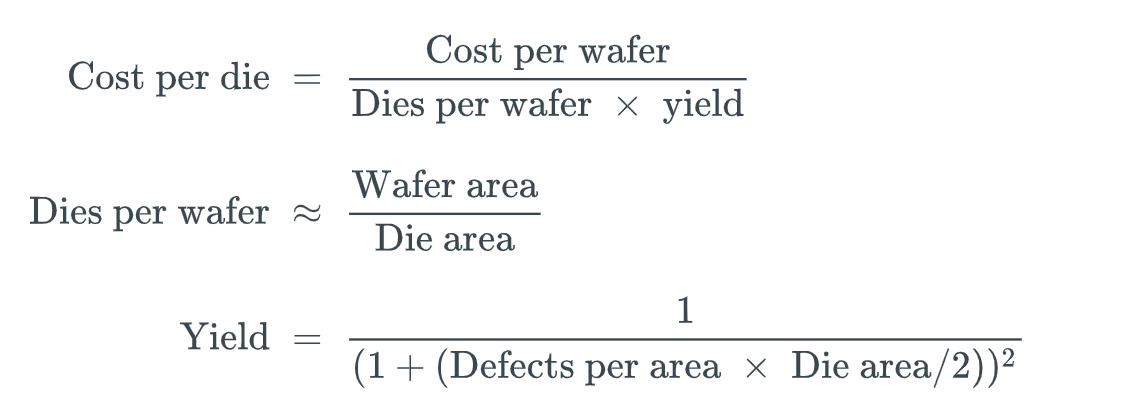 Cost per die = Cost per wafer / Dies per wafer × yield
Dies per wafer ≈ Wafer area / Die area
Yield = 1 / (1 + (Defects per area × Die area/2))²